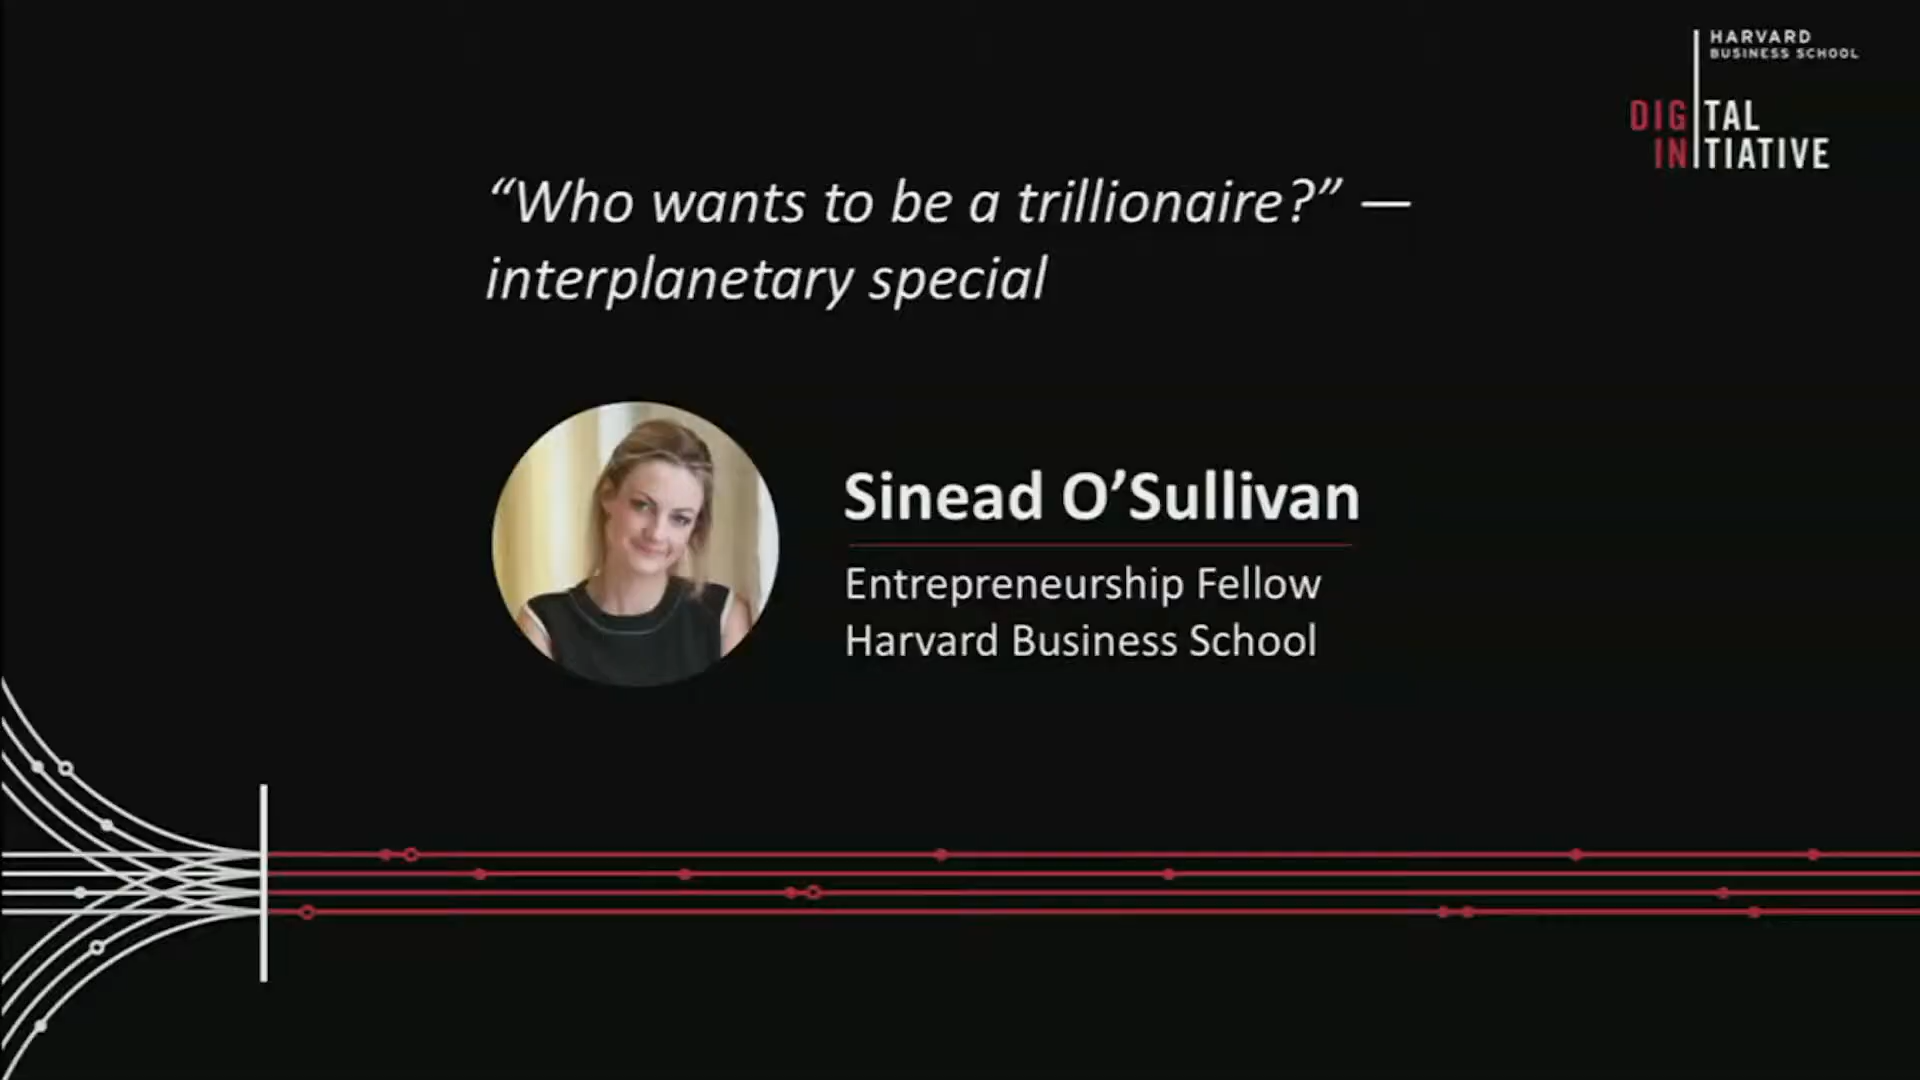 HARVARD
BUSINESS SCHOOL
DIGITAL
INITIATIVE
“Who wants to be a trillionaire?” —
interplanetary special
Sinead O’Sullivan
Entrepreneurship Fellow
Harvard Business School